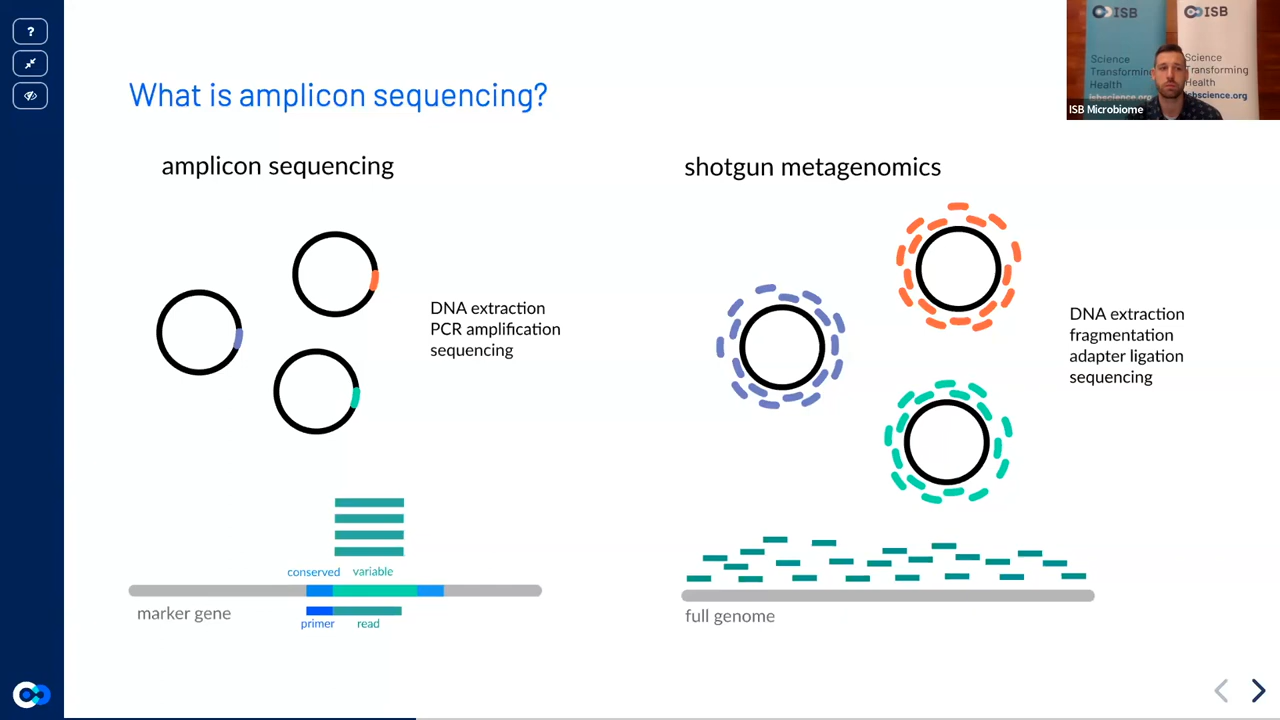 ?
What is amplicon sequencing?
amplicon sequencing
DNA extraction
PCR amplification
sequencing
conserved variable
marker gene
primer read
shotgun metagenomics
DNA extraction
fragmentation
adapter ligation
sequencing
full genome
ISB
Science
Transforming
Health
isbscience.org
ISB
Science
Transforming
Health
isbscience.org
ISB Microbiome